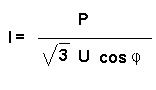 I = P / √3 U cos φ